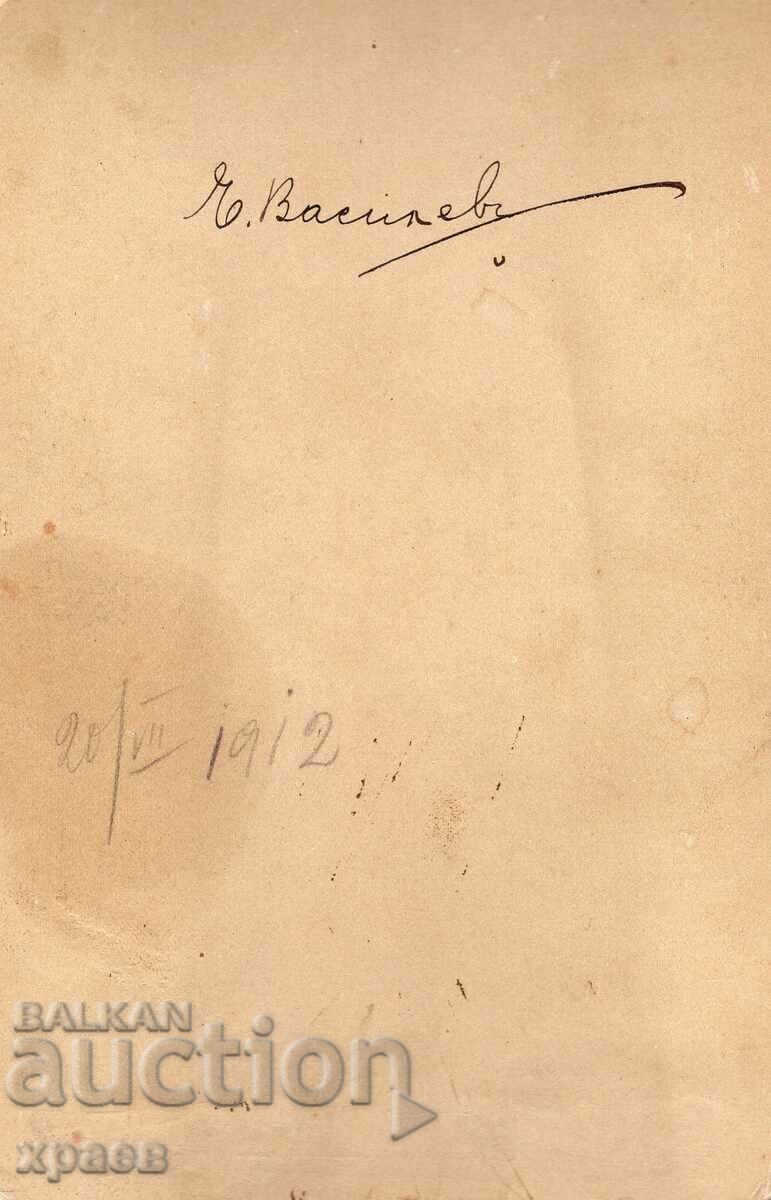 Я. Василевъ
20/VII 1912
BALKAN
auction
храев